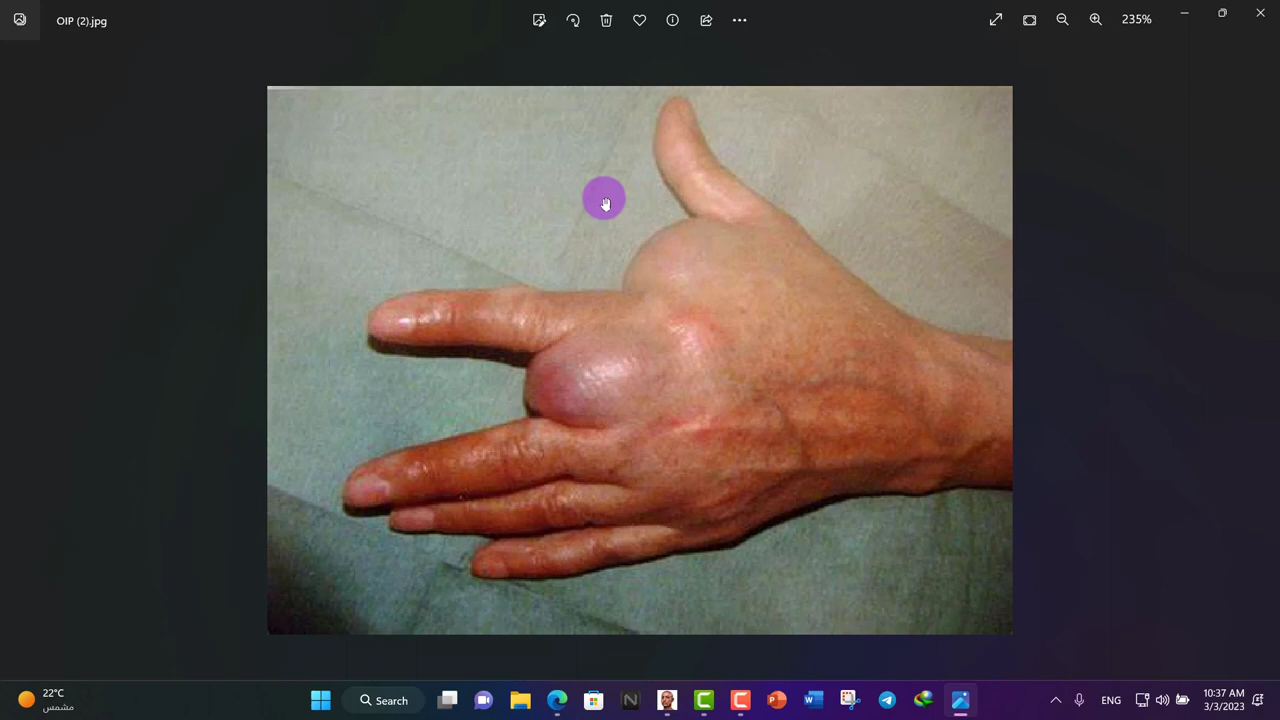 OIP (2).jpg
235%
22°C
مشمس
Search
ENG
10:37 AM
3/3/2023